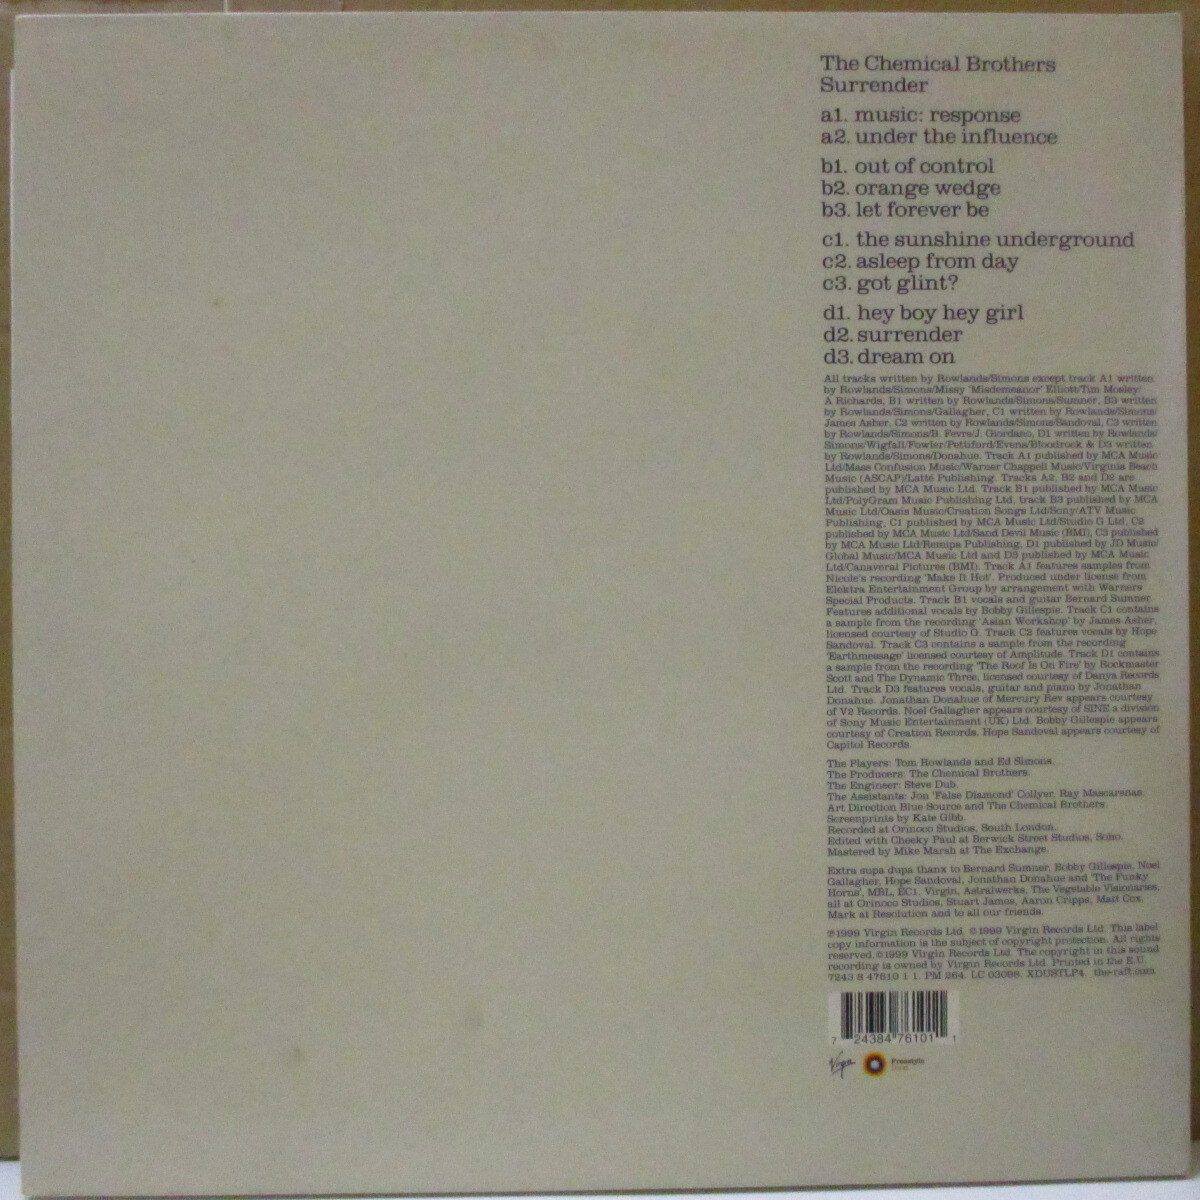 The Chemical Brothers
Surrender
a1. music: response
a2. under the influence
b1. out of control
b2. orange wedge
b3. let forever be
c1. the sunshine underground
c2. asleep from day
c3. got glint?
d1. hey boy hey girl
d2. surrender
d3. dream on
All tracks written by Rowlands/Simons except track A1 written
by Rowlands/Simons/Missy 'Misdemeanor' Elliott/Tim Mosley/
A Richards, B1 written by Rowlands/Simons/Sumner, B3 written
by Rowlands/Simons/Gallagher, C1 written by Rowlands/Simons/
James Asher, C2 written by Rowlands/Simons/Sandoval, C3 written
by Rowlands/Simons/B. Fevre/J. Giordano, D1 written by Rowlands/
Simons/Wigfall/Fowler/Pettiford/Evans/Bloodrock & D3 written
by Rowlands/Simons/Donahue. Track A1 published by MCA Music
Ltd/Mass Confusion Music/Warner Chappell Music/Virginia Beach
Music (ASCAP)/Latté Publishing. Tracks A2, B2 and D2 are
published by MCA Music Ltd. Track B1 published by MCA Music
Ltd/PolyGram Music Publishing Ltd. track B3 published by MCA
Music Ltd/Oasis Music/Creation Songs Ltd/Sony/ATV Music
Publishing, C1 published by MCA Music Ltd/Studio G Ltd. C2
published by MCA Music Ltd/Sand Devil Music (BMI), C3 published
by MCA Music Ltd/Remipa Publishing, D1 published by JD Music/
Global Music/MCA Music Ltd and D3 published by MCA Music
Ltd/Canaveral Pictures (BMI). Track A1 features samples from
Nicole's recording 'Make It Hot'. Produced under license from
Elektra Entertainment Group by arrangement with Warners
Special Products. Track B1 vocals and guitar Bernard Sumner.
Features additional vocals by Bobby Gillespie. Track C1 contains
a sample from the recording 'Asian Workshop' by James Asher,
licensed courtesy of Studio G. Track C2 features vocals by Hope
Sandoval. Track C3 contains a sample from the recording
'Earthmessage' licensed courtesy of Amplitude. Track D1 contains
a sample from the recording 'The Roof Is On Fire' by Rockmaster
Scott and The Dynamic Three, licensed courtesy of Danya Records
Ltd. Track D3 features vocals, guitar and piano by Jonathan
Donahue. Jonathan Donahue of Mercury Rev appears courtesy
of V2 Records. Noel Gallagher appears courtesy of SINE a division
of Sony Music Entertainment (UK) Ltd. Bobby Gillespie appears
courtesy of Creation Records. Hope Sandoval appears courtesy of
Capitol Records.
The Players: Tom Rowlands and Ed Simons.
The Producers: The Chemical Brothers.
The Engineer: Steve Dub.
The Assistants: Jon 'False Diamond' Collyer, Ray Mascarenas.
Art Direction Blue Source and The Chemical Brothers.
Screenprints by Kate Gibb.
Recorded at Orinoco Studios, South London.
Edited with Cheeky Paul at Berwick Street Studios, Soho.
Mastered by Mike Marsh at The Exchange.
Extra supa dupa thanx to Bernard Sumner, Bobby Gillespie, Noel
Gallagher, Hope Sandoval, Jonathan Donahue and 'The Funky
Horns', MBL, EC1, Virgin, Astralwerks, The Vegetable Visionaries,
all at Orinoco Studios, Stuart James, Aaron Cripps, Matt Cox,
Mark at Resolution and to all our friends.
℗1999 Virgin Records Ltd. ©1999 Virgin Records Ltd. This label
copy information is the subject of copyright protection. All rights
reserved. ©1999 Virgin Records Ltd. The copyright in this sound
recording is owned by Virgin Records Ltd. Printed in the E.U.
7243 8 47610 1 1. PM 264. LC 03098. XDUSTLP4. the-raft.com.
7 24384 76101 1
Virgin
Freestyle
Dust